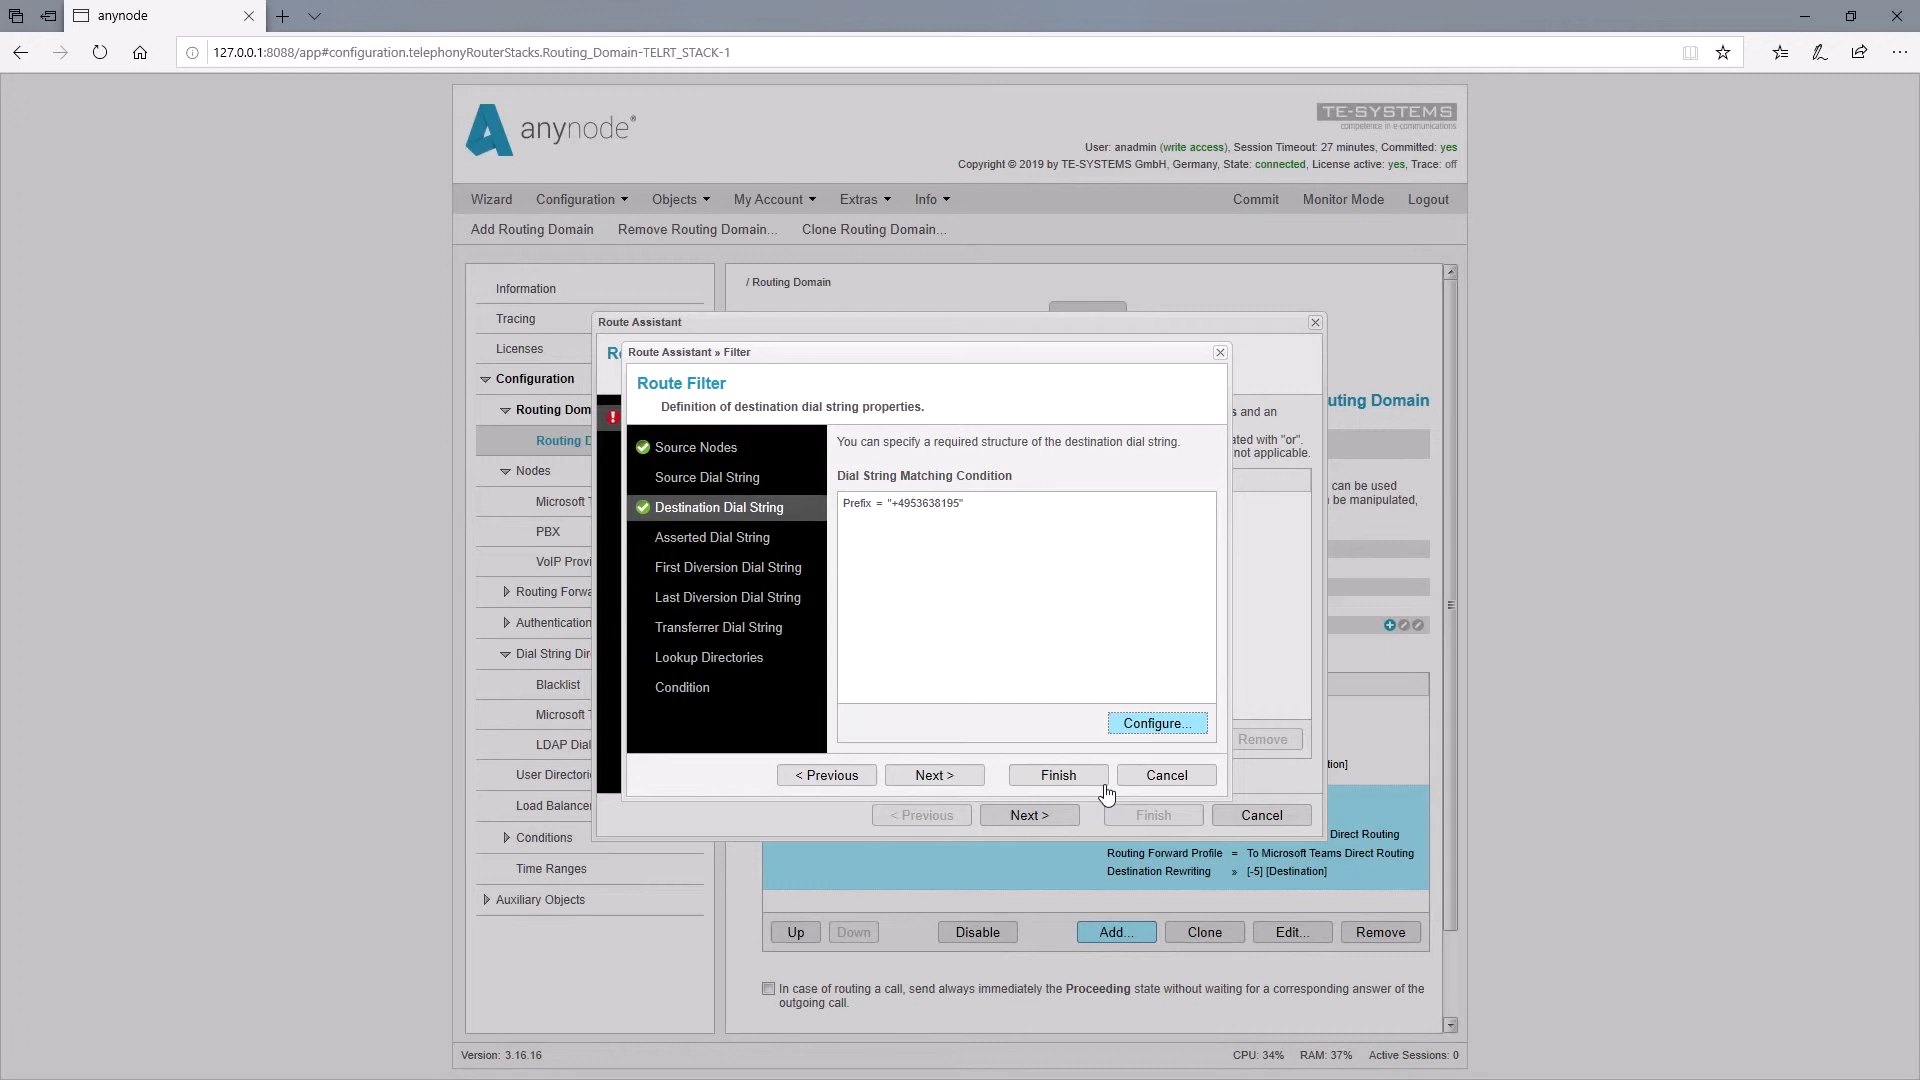 anynode
127.0.0.1:8088/app#configuration.telephonyRouterStacks.Routing_Domain-TELRT_STACK-1
anynode®
TE-SYSTEMS
competence in e-communications
User: anadmin (write access), Session Timeout: 27 minutes, Committed: yes
Copyright © 2019 by TE-SYSTEMS GmbH, Germany, State: connected, License active: yes, Trace: off
Wizard Configuration Objects My Account Extras Info Commit Monitor Mode Logout
Add Routing Domain Remove Routing Domain... Clone Routing Domain...
Information
Tracing
Licenses
Configuration
Routing Dom
Routing D
Nodes
Microsoft T
PBX
VoIP Provi
Routing Forwa
Authentication
Dial String Dir
Blacklist
Microsoft T
LDAP Dial
User Directori
Load Balancer
Conditions
Time Ranges
Auxiliary Objects
/ Routing Domain
Route Assistant
Route Assistant » Filter
Route Filter
Definition of destination dial string properties.
Source Nodes
Source Dial String
Destination Dial String
Asserted Dial String
First Diversion Dial String
Last Diversion Dial String
Transferrer Dial String
Lookup Directories
Condition
You can specify a required structure of the destination dial string.
Dial String Matching Condition
Prefix = "+4953638195"
Configure...
< Previous Next > Finish Cancel
s and an
ated with "or".
not applicable.
Remove
< Previous Next > Finish Cancel
uting Domain
can be used
be manipulated,
tion]
Direct Routing
Routing Forward Profile = To Microsoft Teams Direct Routing
Destination Rewriting » [-5] [Destination]
Up Down Disable Add... Clone Edit... Remove
In case of routing a call, send always immediately the Proceeding state without waiting for a corresponding answer of the
outgoing call.
Version: 3.16.16 CPU: 34% RAM: 37% Active Sessions: 0